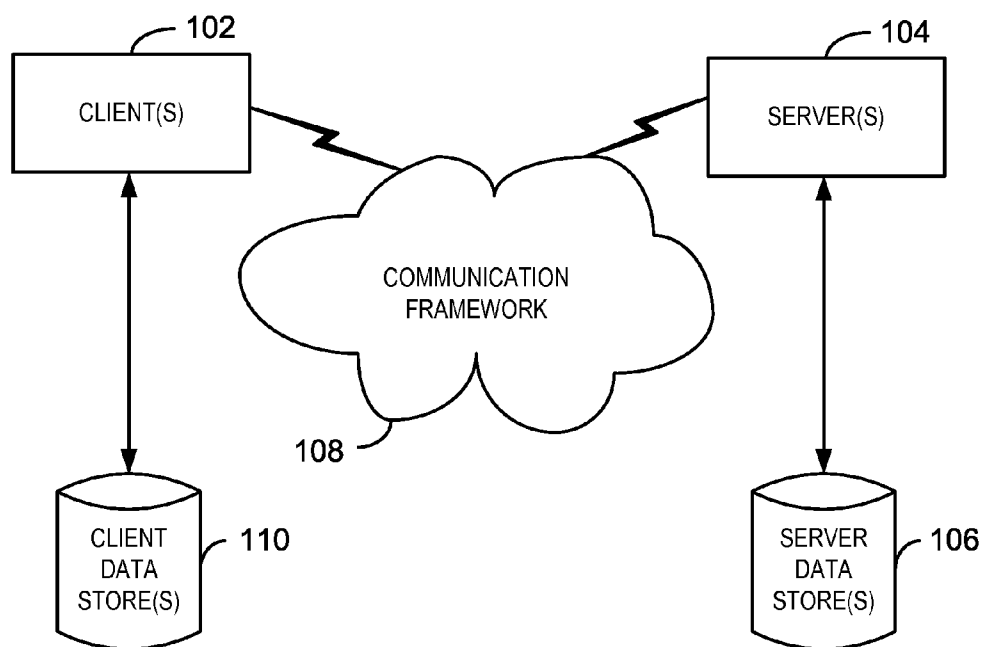 102
104
CLIENT(S)
SERVER(S)
COMMUNICATION
FRAMEWORK
108
CLIENT
DATA
STORE(S)
110
SERVER
DATA
STORE(S)
106